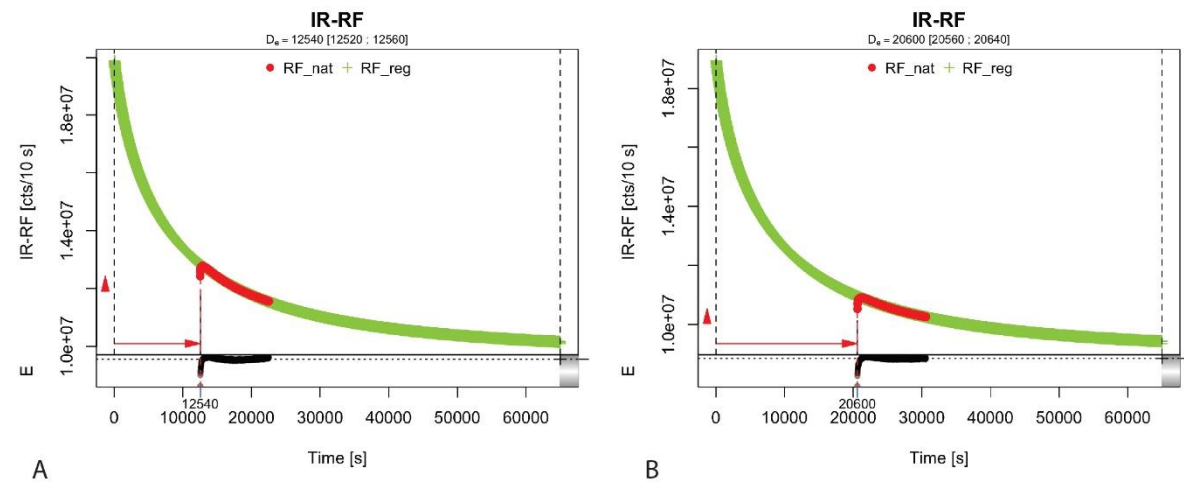 IR-RF
Dₑ = 12540 [12520 ; 12560]
RF_nat RF_reg
IR-RF [cts/10 s]
1.8e+07
1.4e+07
1.0e+07
E
12540
0 10000 20000 30000 40000 50000 60000
Time [s]
A
IR-RF
Dₑ = 20600 [20560 ; 20640]
RF_nat RF_reg
IR-RF [cts/10 s]
1.8e+07
1.4e+07
1.0e+07
E
20600
0 10000 20000 30000 40000 50000 60000
Time [s]
B